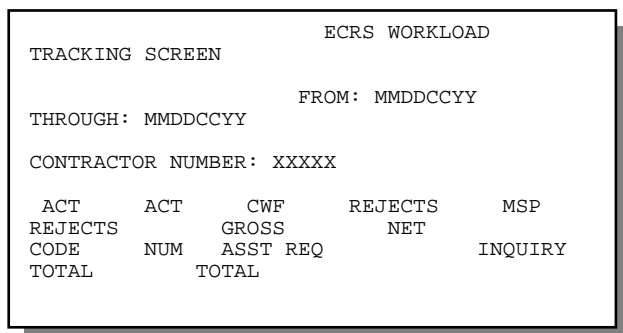 ECRS WORKLOAD
TRACKING SCREEN
FROM: MMDDCCYY
THROUGH: MMDDCCYY
CONTRACTOR NUMBER: XXXXX
ACT ACT CWF REJECTS MSP
REJECTS GROSS NET
CODE NUM ASST REQ INQUIRY
TOTAL TOTAL